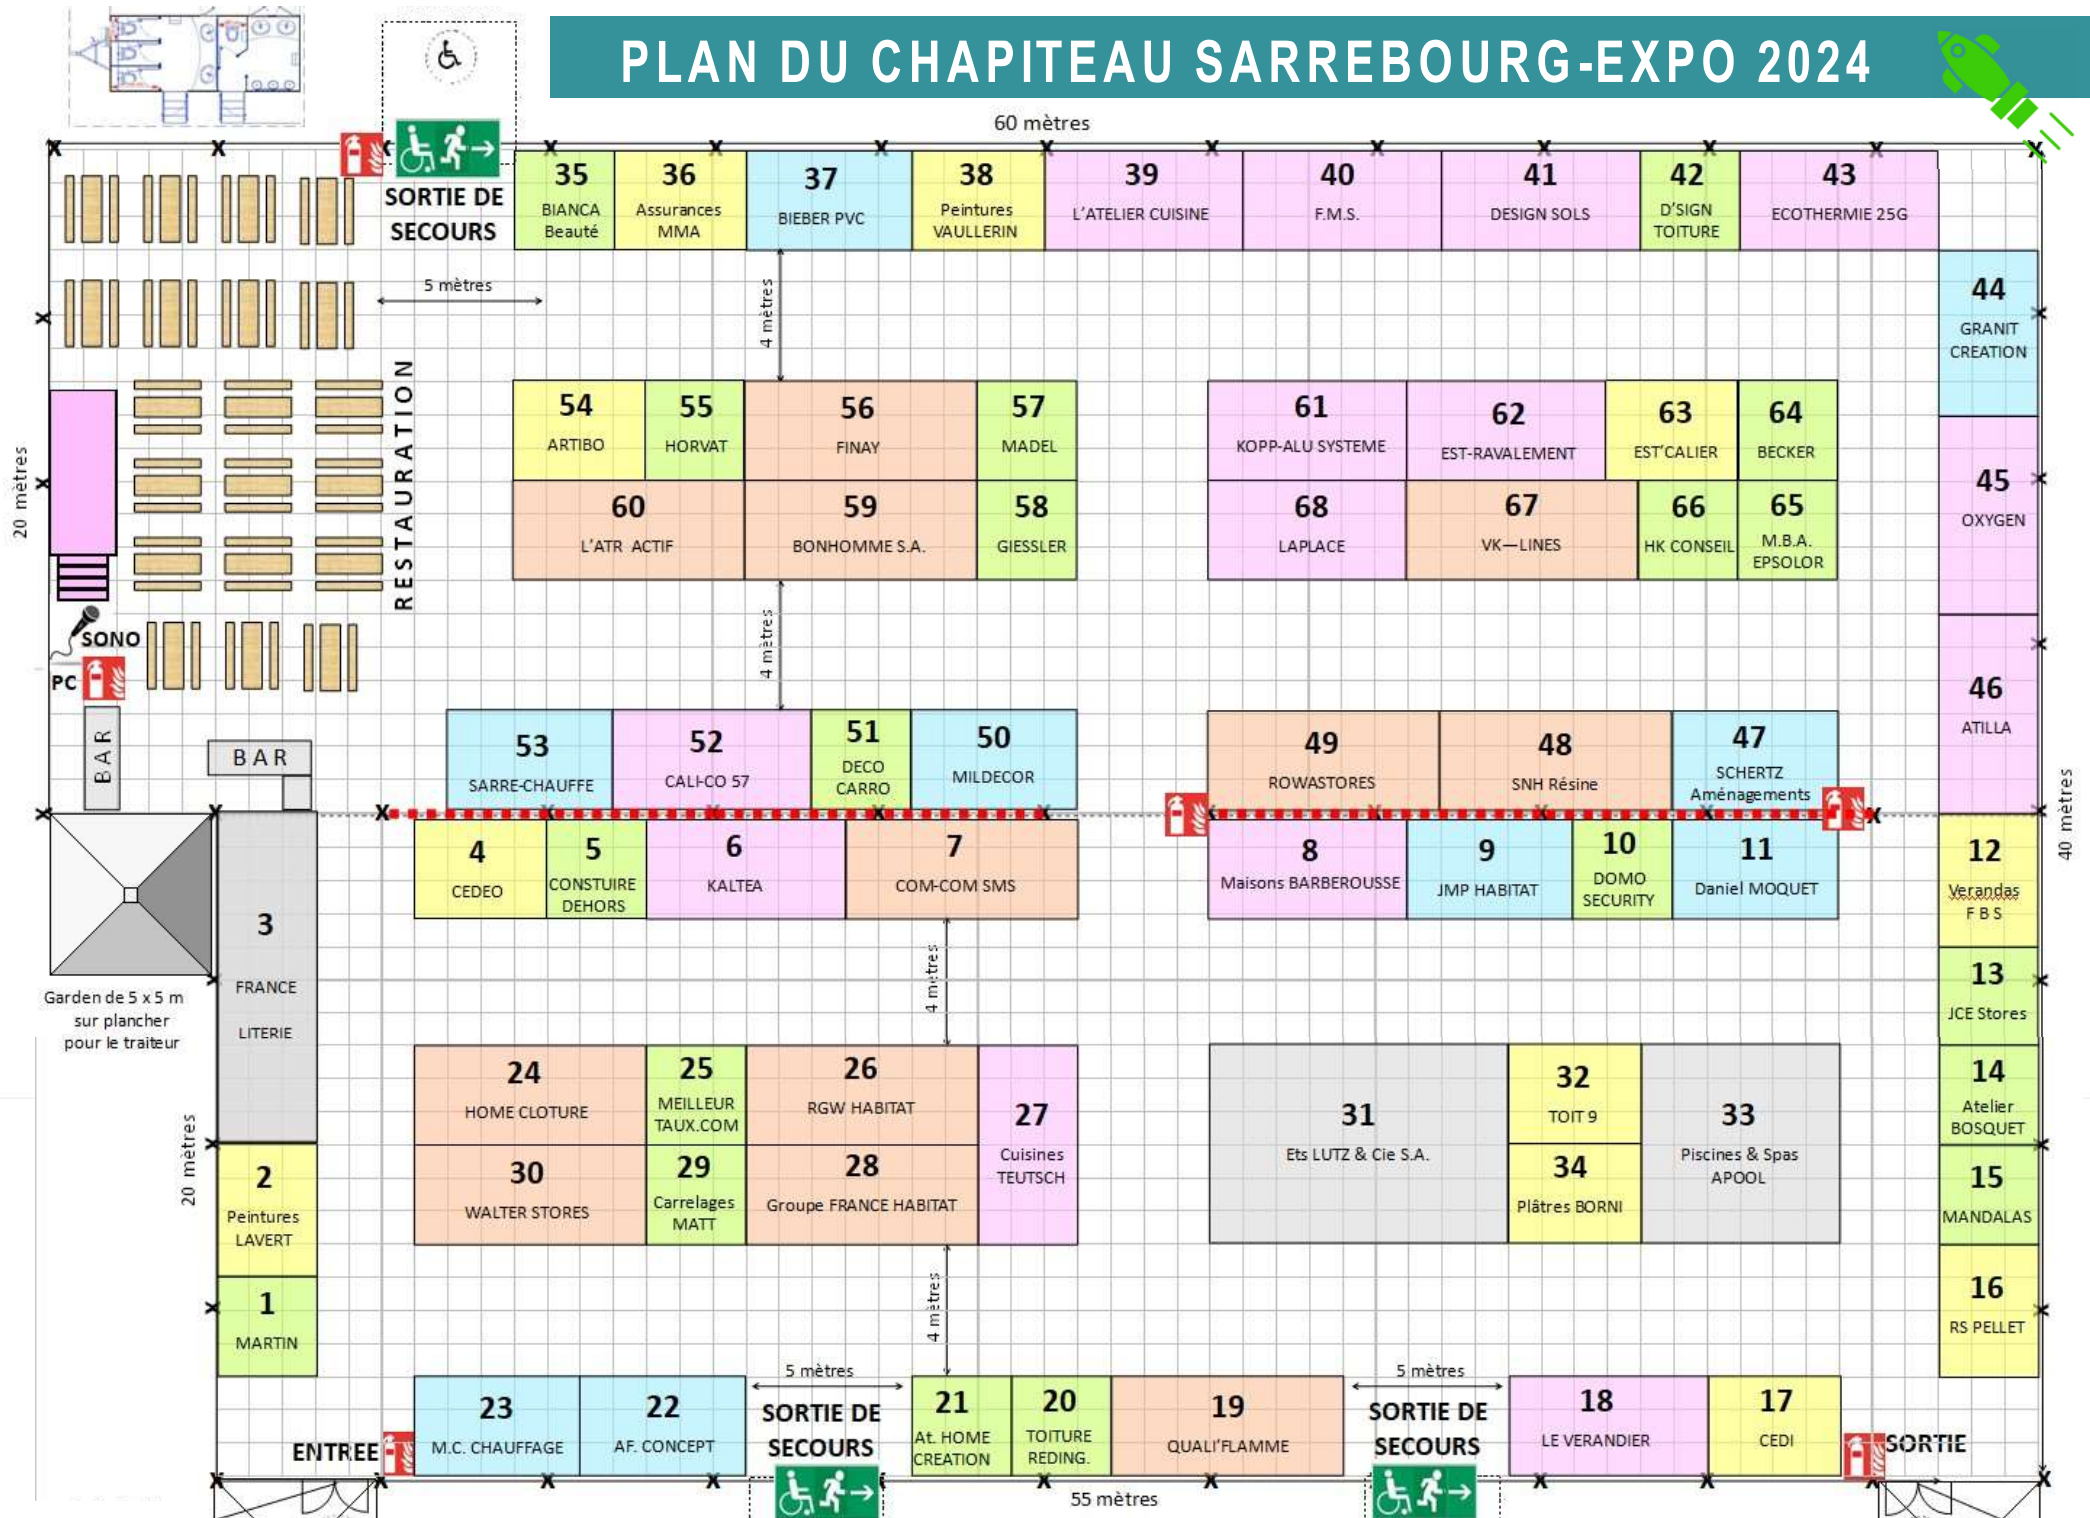 PLAN DU CHAPITEAU SARREBOURG-EXPO 2024
60 mètres
SORTIE DE
SECOURS
35
BIANCA
Beauté
36
Assurances
MMA
37
BIEBER PVC
38
Peintures
VAULLERIN
39
L'ATELIER CUISINE
40
F.M.S.
41
DESIGN SOLS
42
D'SIGN
TOITURE
43
ECOTHERMIE 25G
5 mètres
4 mètres
44
GRANIT
CREATION
RESTAURATION
20 mètres
54
ARTIBO
55
HORVAT
56
FINAY
57
MADEL
61
KOPP-ALU SYSTEME
62
EST-RAVALEMENT
63
EST'CALIER
64
BECKER
45
OXYGEN
60
L'ATR ACTIF
59
BONHOMME S.A.
58
GIESSLER
68
LAPLACE
67
VK—LINES
66
HK CONSEIL
65
M.B.A.
EPSOLOR
4 mètres
SONO
PC
46
ATILLA
BAR
BAR
53
SARRE-CHAUFFE
52
CALI-CO 57
51
DECO
CARRO
50
MILDECOR
49
ROWASTORES
48
SNH Résine
47
SCHERTZ
Aménagements
40 mètres
3
FRANCE
LITERIE
4
CEDEO
5
CONSTUIRE
DEHORS
6
KALTEA
7
COM-COM SMS
8
Maisons BARBEROUSSE
9
JMP HABITAT
10
DOMO
SECURITY
11
Daniel MOQUET
12
Verandas
F B S
4 mètres
13
JCE Stores
Garden de 5 x 5 m
sur plancher
pour le traiteur
24
HOME CLOTURE
25
MEILLEUR
TAUX.COM
26
RGW HABITAT
27
Cuisines
TEUTSCH
31
Ets LUTZ & Cie S.A.
32
TOIT 9
33
Piscines & Spas
APOOL
14
Atelier
BOSQUET
20 mètres
2
Peintures
LAVERT
30
WALTER STORES
29
Carrelages
MATT
28
Groupe FRANCE HABITAT
34
Plâtres BORNI
15
MANDALAS
1
MARTIN
4 mètres
16
RS PELLET
5 mètres
5 mètres
ENTREE
23
M.C. CHAUFFAGE
22
AF. CONCEPT
SORTIE DE
SECOURS
21
At. HOME
CREATION
20
TOITURE
REDING.
19
QUALI'FLAMME
SORTIE DE
SECOURS
18
LE VERANDIER
17
CEDI
SORTIE
55 mètres